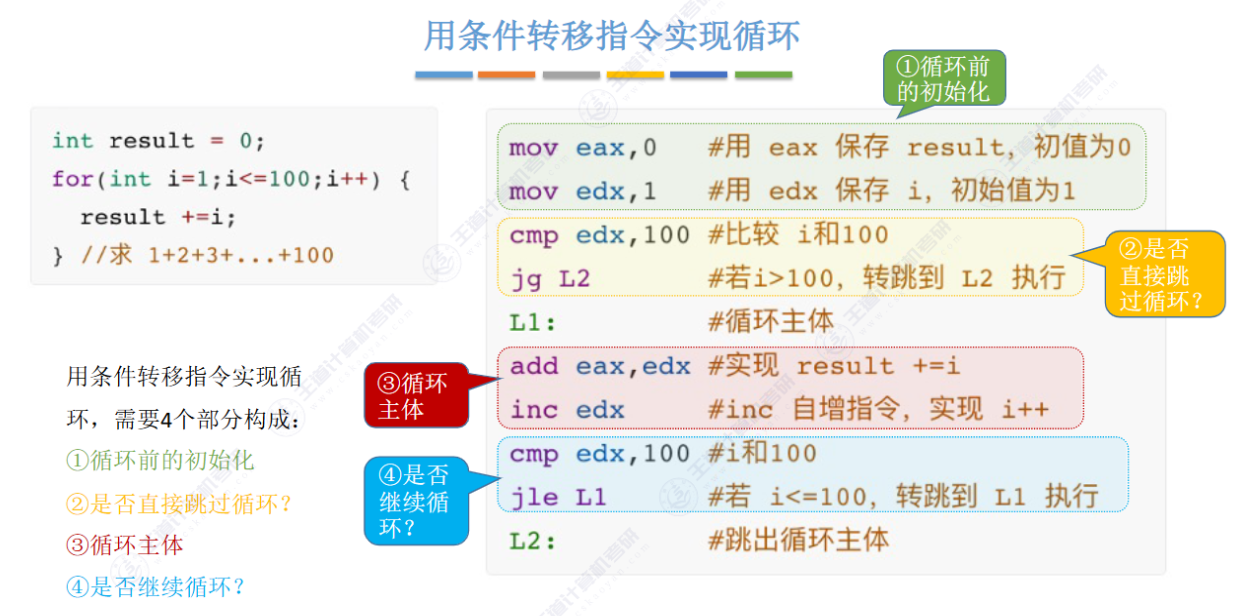 用条件转移指令实现循环
int result = 0;
for(int i=1;i<=100;i++) {
result +=i;
} //求 1+2+3+...+100
用条件转移指令实现循
环，需要4个部分构成：
①循环前的初始化
②是否直接跳过循环？
③循环主体
④是否继续循环？
①循环前
的初始化
mov eax,0 #用 eax 保存 result，初值为0
mov edx,1 #用 edx 保存 i，初始值为1
cmp edx,100 #比较 i和100
jg L2 #若i>100，转跳到 L2 执行
②是否
直接跳
过循环？
L1: #循环主体
③循环
主体
add eax,edx #实现 result +=i
inc edx #inc 自增指令，实现 i++
④是否
继续循
环？
cmp edx,100 #i和100
jle L1 #若 i<=100，转跳到 L1 执行
L2: #跳出循环主体
王道计算机考研